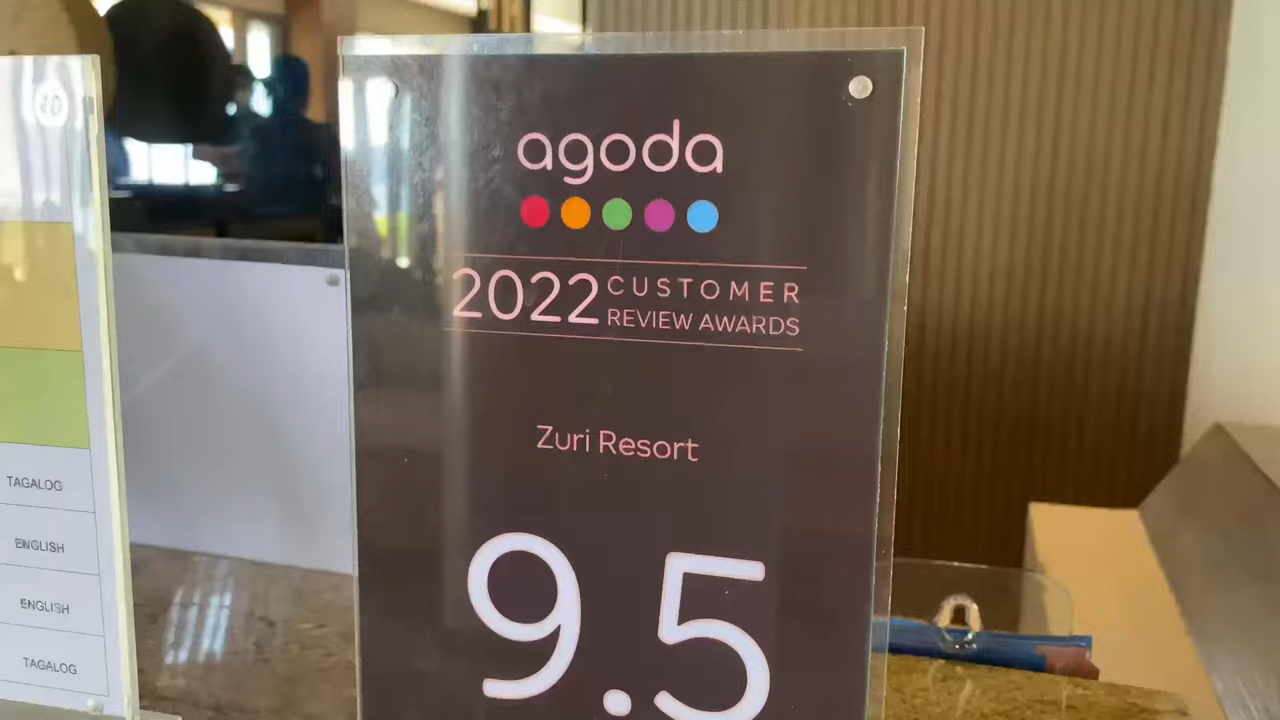 agoda
2022 CUSTOMER
REVIEW AWARDS
Zuri Resort
9.5
TAGALOG
ENGLISH
ENGLISH
TAGALOG